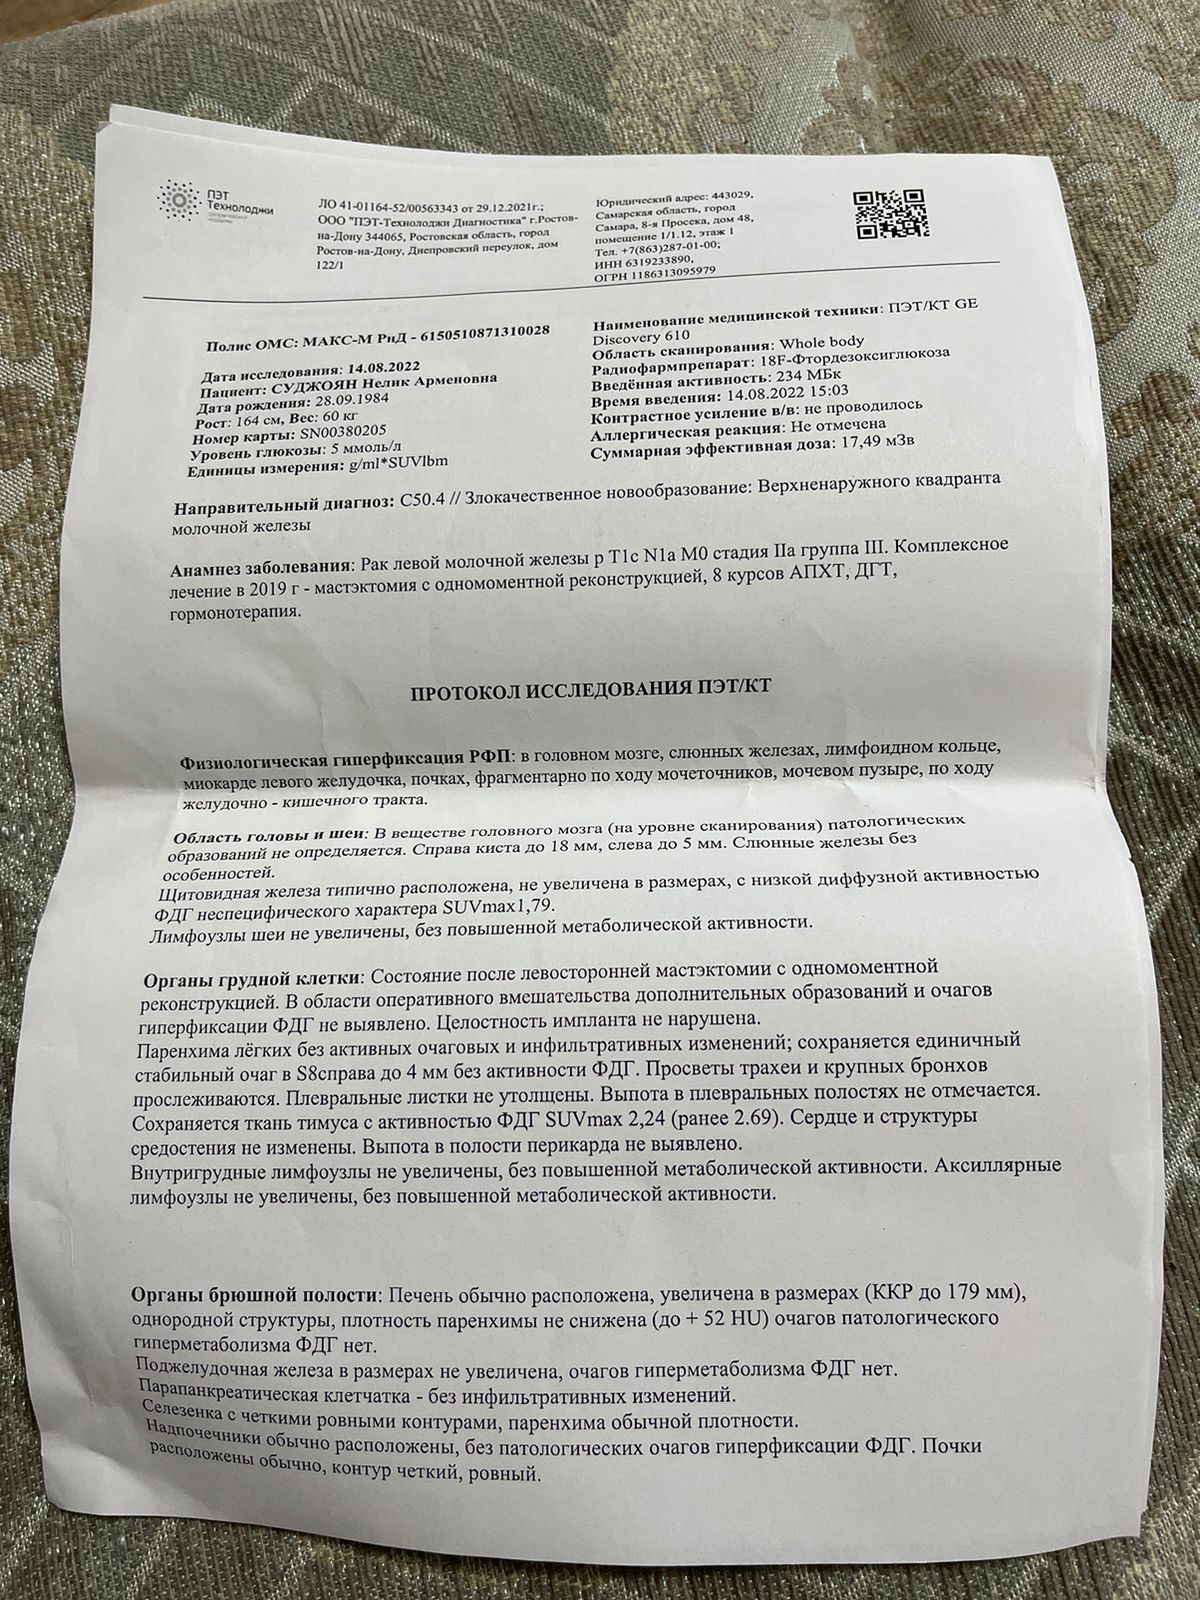 ПЭТ
Технолоджи
ЛО 41-01164-52/00563343 от 29.12.2021г.;
ООО "ПЭТ-Технолоджи Диагностика" г.Ростов-
на-Дону 344065, Ростовская область, город
Ростов-на-Дону, Днепровский переулок, дом
122/1
Юридический адрес: 443029,
Самарская область, город
Самара, 8-я Просека, дом 48,
помещение 1/1.12, этаж 1
Тел. +7(863)287-01-00;
ИНН 6319233890,
ОГРН 1186313095979
Полис ОМС: МАКС-М РнД - 6150510871310028
Дата исследования: 14.08.2022
Пациент: СУДЖОЯН Нелик Арменовна
Дата рождения: 28.09.1984
Рост: 164 см, Вес: 60 кг
Номер карты: SN00380205
Уровень глюкозы: 5 ммоль/л
Единицы измерения: g/ml*SUVlbm
Наименование медицинской техники: ПЭТ/КТ GE
Discovery 610
Область сканирования: Whole body
Радиофармпрепарат: 18F-Фтордезоксиглюкоза
Введённая активность: 234 МБк
Время введения: 14.08.2022 15:03
Контрастное усиление в/в: не проводилось
Аллергическая реакция: Не отмечена
Суммарная эффективная доза: 17,49 мЗв
Направительный диагноз: C50.4 // Злокачественное новообразование: Верхненаружного квадранта
молочной железы
Анамнез заболевания: Рак левой молочной железы р T1c N1a M0 стадия IIa группа III. Комплексное
лечение в 2019 г - мастэктомия с одномоментной реконструкцией, 8 курсов АПХТ, ДГТ,
гормонотерапия.
ПРОТОКОЛ ИССЛЕДОВАНИЯ ПЭТ/КТ
Физиологическая гиперфиксация РФП: в головном мозге, слюнных железах, лимфоидном кольце,
миокарде левого желудочка, почках, фрагментарно по ходу мочеточников, мочевом пузыре, по ходу
желудочно - кишечного тракта.
Область головы и шеи: В веществе головного мозга (на уровне сканирования) патологических
образований не определяется. Справа киста до 18 мм, слева до 5 мм. Слюнные железы без
особенностей.
Щитовидная железа типично расположена, не увеличена в размерах, с низкой диффузной активностью
ФДГ неспецифического характера SUVmax1,79.
Лимфоузлы шеи не увеличены, без повышенной метаболической активности.
Органы грудной клетки: Состояние после левосторонней мастэктомии с одномоментной
реконструкцией. В области оперативного вмешательства дополнительных образований и очагов
гиперфиксации ФДГ не выявлено. Целостность импланта не нарушена.
Паренхима лёгких без активных очаговых и инфильтративных изменений; сохраняется единичный
стабильный очаг в S8справа до 4 мм без активности ФДГ. Просветы трахеи и крупных бронхов
прослеживаются. Плевральные листки не утолщены. Выпота в плевральных полостях не отмечается.
Сохраняется ткань тимуса с активностью ФДГ SUVmax 2,24 (ранее 2.69). Сердце и структуры
средостения не изменены. Выпота в полости перикарда не выявлено.
Внутригрудные лимфоузлы не увеличены, без повышенной метаболической активности. Аксиллярные
лимфоузлы не увеличены, без повышенной метаболической активности.
Органы брюшной полости: Печень обычно расположена, увеличена в размерах (ККР до 179 мм),
однородной структуры, плотность паренхимы не снижена (до + 52 HU) очагов патологического
гиперметаболизма ФДГ нет.
Поджелудочная железа в размерах не увеличена, очагов гиперметаболизма ФДГ нет.
Парапанкреатическая клетчатка - без инфильтративных изменений.
Селезенка с четкими ровными контурами, паренхима обычной плотности.
Надпочечники обычно расположены, без патологических очагов гиперфиксации ФДГ. Почки
расположены обычно, контур четкий, ровный.